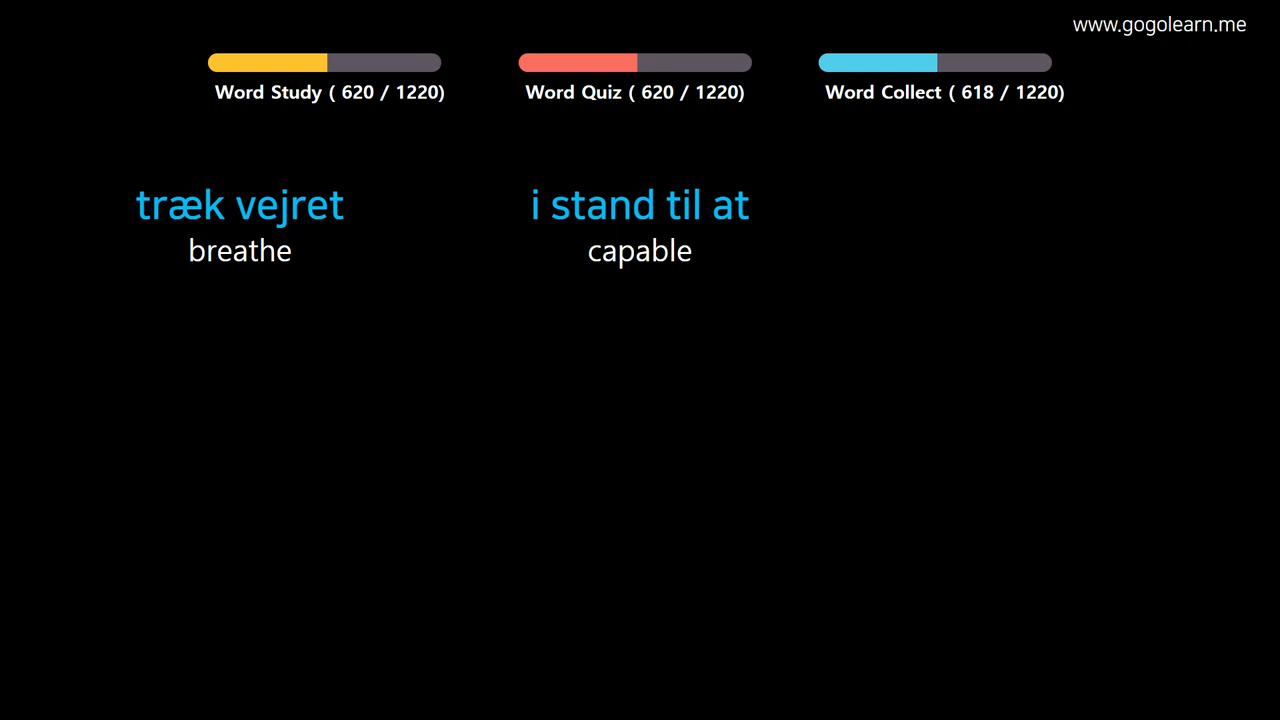 www.gogolearn.me
Word Study ( 620 / 1220)
Word Quiz ( 620 / 1220)
Word Collect ( 618 / 1220)
træk vejret
breathe
i stand til at
capable